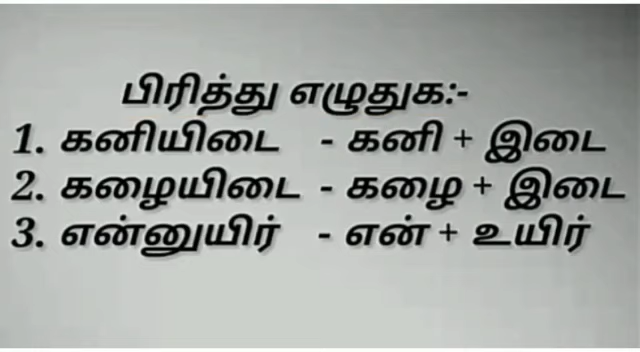 பிரித்து எழுதுக:-
1. கனியிடை - கனி + இடை
2. கழையிடை - கழை + இடை
3. என்னுயிர் - என் + உயிர்